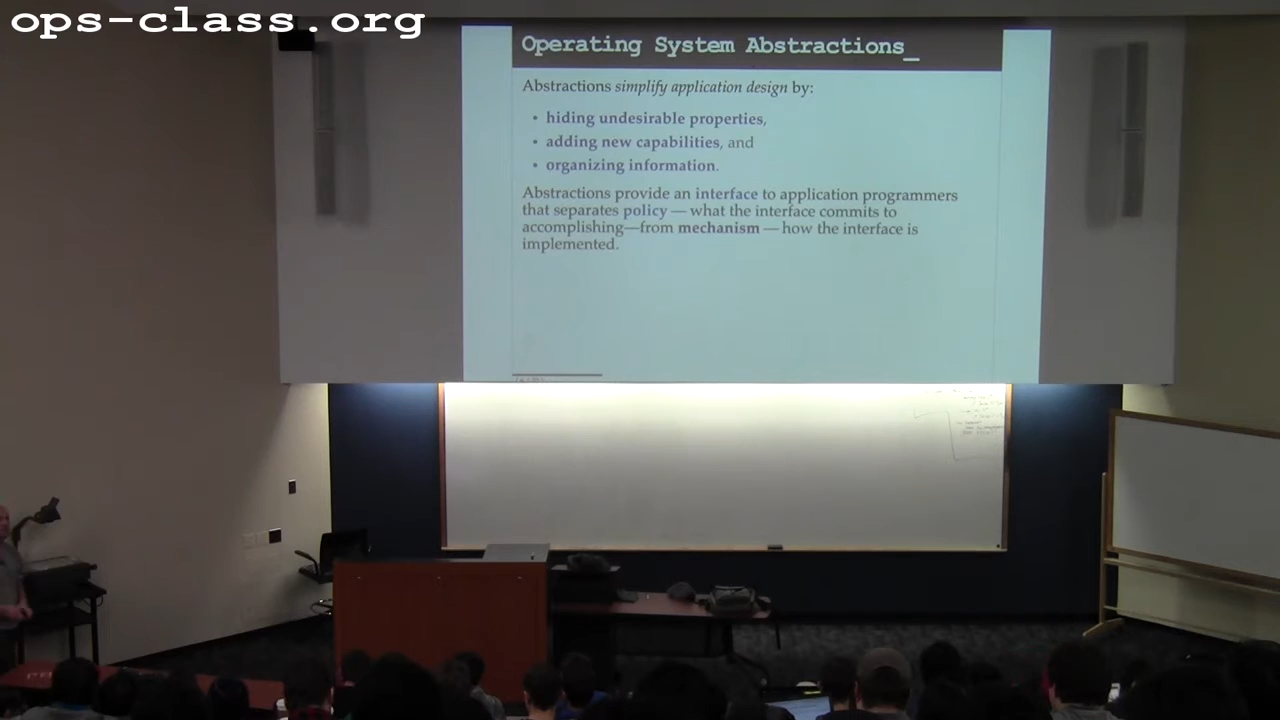 ops-class.org
Operating System Abstractions_
Abstractions simplify application design by:
• hiding undesirable properties,
• adding new capabilities, and
• organizing information.
Abstractions provide an interface to application programmers
that separates policy — what the interface commits to
accomplishing—from mechanism — how the interface is
implemented.